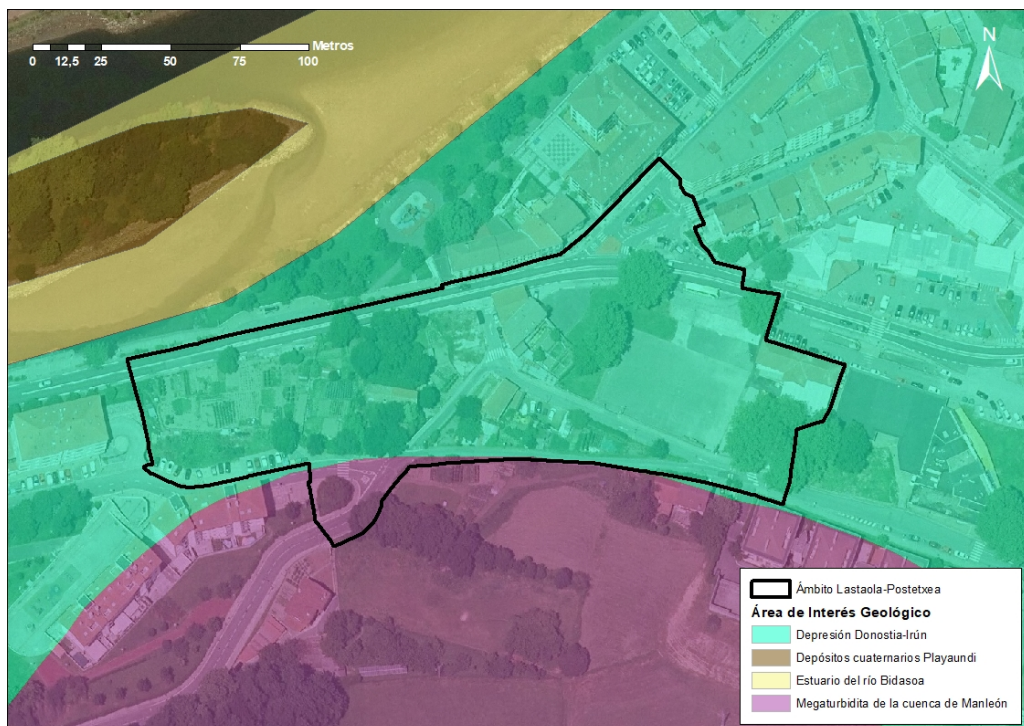 Metros
0 12,5 25 50 75 100
N
Ámbito Lastaola-Postetxea
Área de Interés Geológico
Depresión Donostia-Irún
Depósitos cuaternarios Playaundi
Estuario del río Bidasoa
Megaturbidita de la cuenca de Manleón